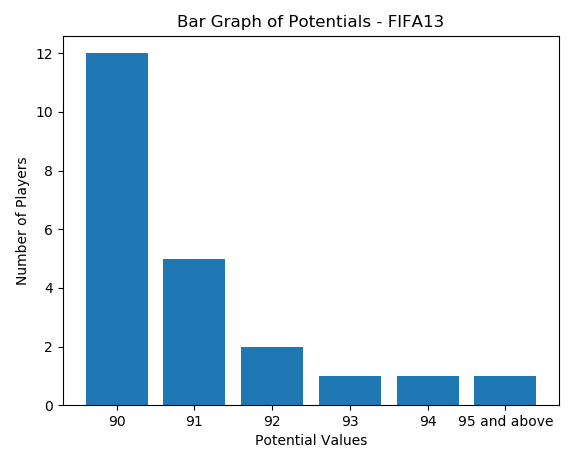 Bar Graph of Potentials - FIFA13
12
10
8
6
4
2
0
Number of Players
90 91 92 93 94 95 and above
Potential Values